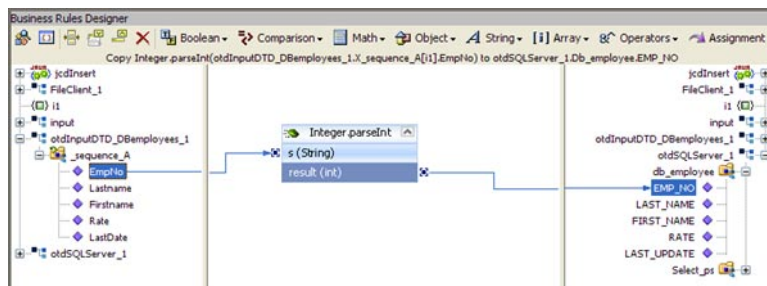 Business Rules Designer
Boolean Comparison Math Object String [i] Array Operators Assignment
Copy Integer.parseInt(otdInputDTD_DBemployees_1.X_sequence_A[i1].EmpNo) to otdSQLServer_1.Db_employee.EMP_NO
jcdInsert
FileClient_1
i1
input
otdInputDTD_DBemployees_1
_sequence_A
EmpNo
Lastname
Firstname
Rate
LastDate
otdSQLServer_1
Integer.parseInt
s (String)
result (int)
jcdInsert
FileClient_1
i1
input
otdInputDTD_DBemployees_1
otdSQLServer_1
db_employee
EMP_NO
LAST_NAME
FIRST_NAME
RATE
LAST_UPDATE
Select_ps